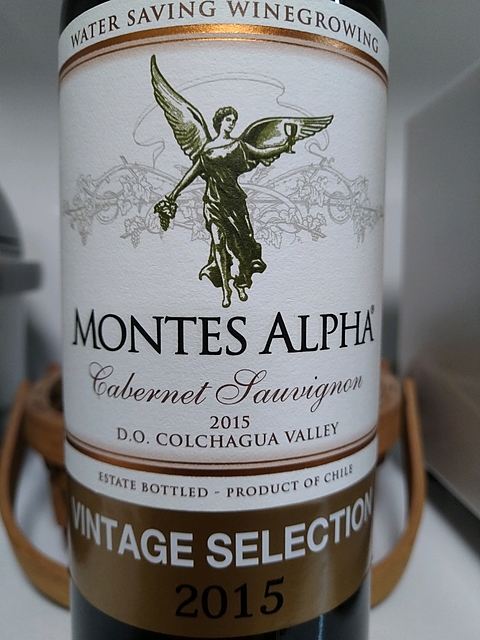 WATER SAVING WINEGROWING
MONTES ALPHA®
Cabernet Sauvignon
2015
D.O. COLCHAGUA VALLEY
ESTATE BOTTLED - PRODUCT OF CHILE
VINTAGE SELECTION
2015